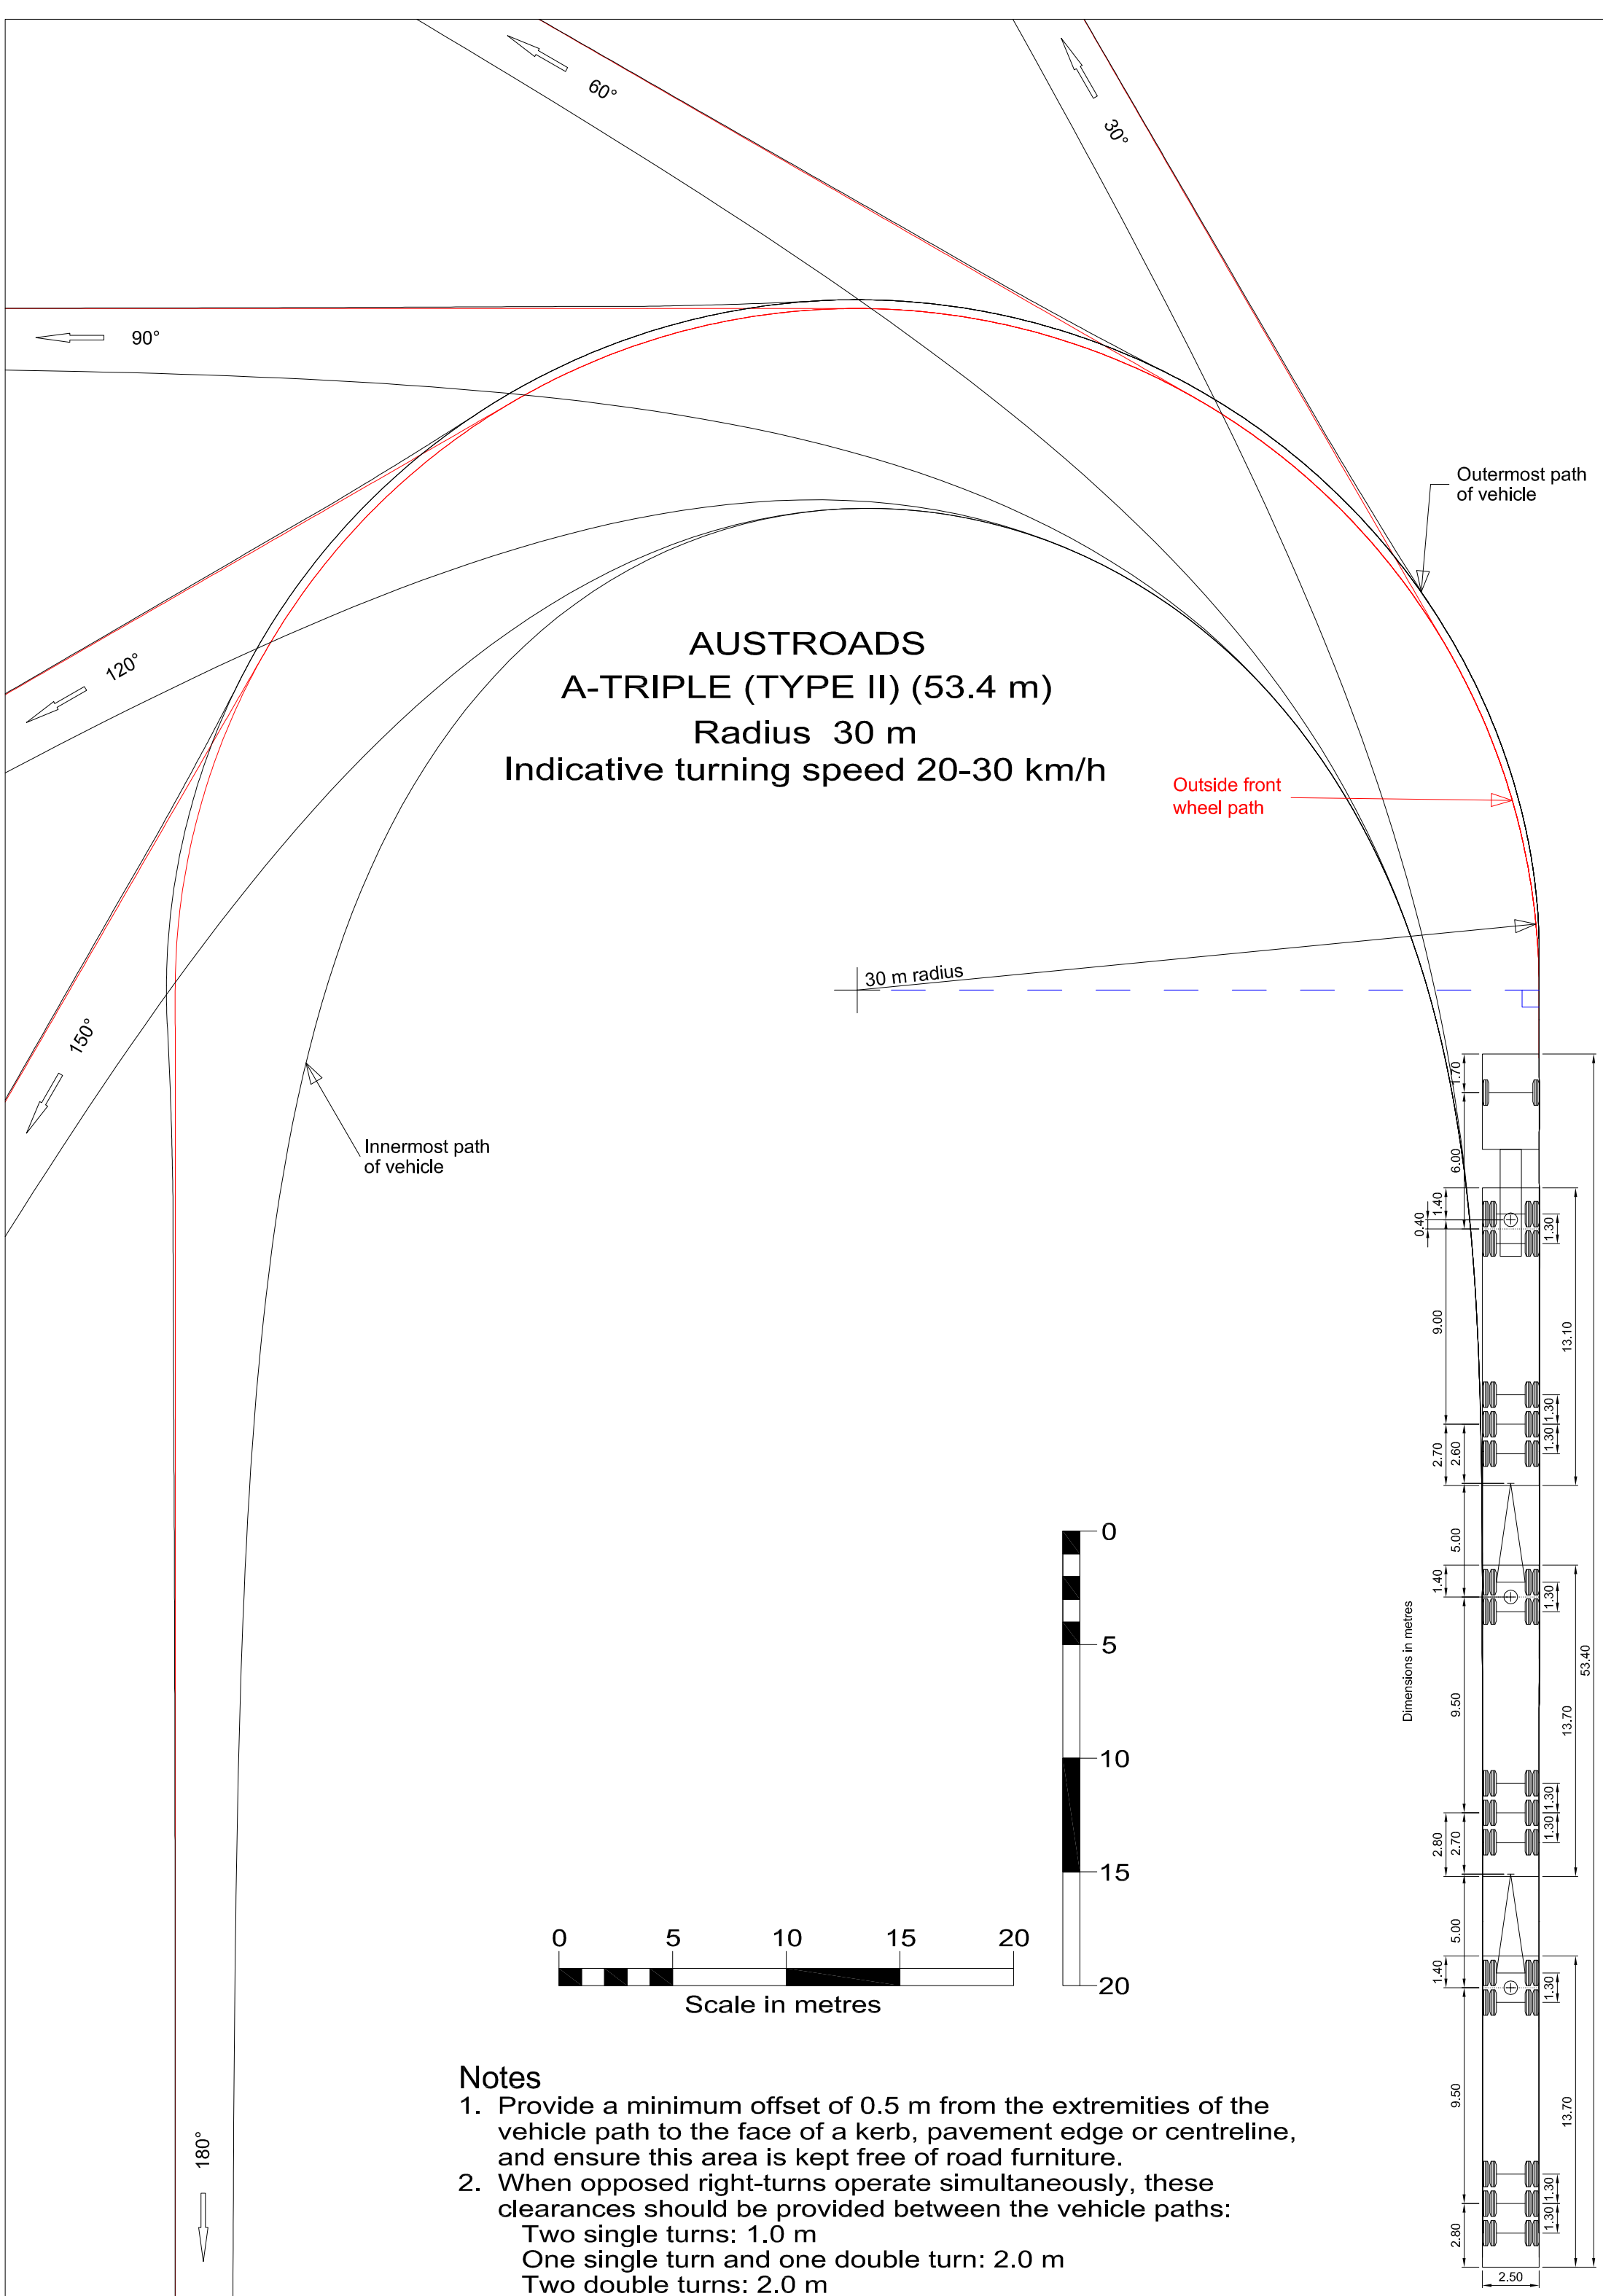 60°
30°
90°
Outermost path
of vehicle
AUSTROADS
A-TRIPLE (TYPE II) (53.4 m)
Radius 30 m
Indicative turning speed 20-30 km/h
120°
Outside front
wheel path
30 m radius
150°
Innermost path
of vehicle
1.70
6.00
1.40
0.40
1.30
9.00
13.10
1.30
1.30
2.70
2.60
5.00
1.40
1.30
Dimensions in metres
53.40
9.50
13.70
1.30
1.30
2.80
2.70
5.00
1.40
1.30
9.50
13.70
1.30
1.30
2.80
2.50
0
5
10
15
20
0 5 10 15 20
Scale in metres
180°
Notes
1. Provide a minimum offset of 0.5 m from the extremities of the
vehicle path to the face of a kerb, pavement edge or centreline,
and ensure this area is kept free of road furniture.
2. When opposed right-turns operate simultaneously, these
clearances should be provided between the vehicle paths:
Two single turns: 1.0 m
One single turn and one double turn: 2.0 m
Two double turns: 2.0 m